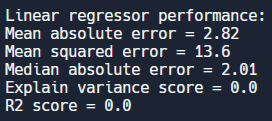 Linear regressor performance:
Mean absolute error = 2.82
Mean squared error = 13.6
Median absolute error = 2.01
Explain variance score = 0.0
R2 score = 0.0